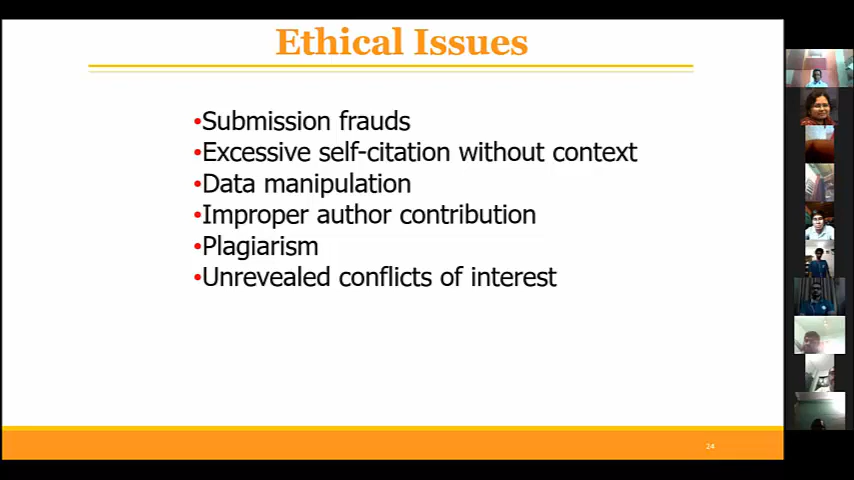 Ethical Issues
•Submission frauds
•Excessive self-citation without context
•Data manipulation
•Improper author contribution
•Plagiarism
•Unrevealed conflicts of interest
24